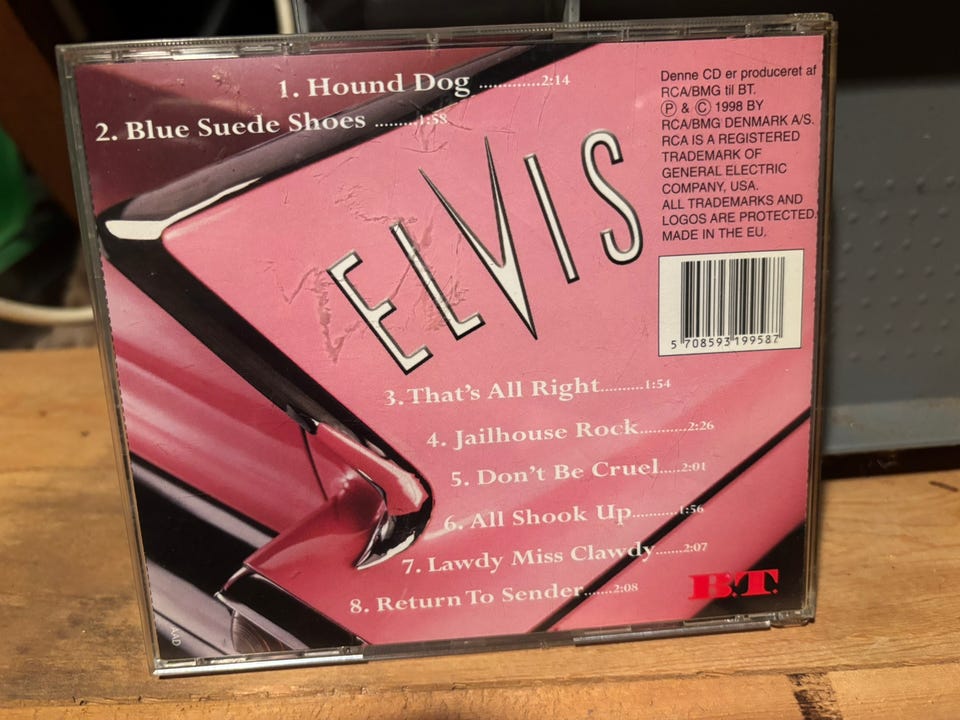 1. Hound Dog ..............2:14
2. Blue Suede Shoes .........1:58
Denne CD er produceret af
RCA/BMG til BT.
Ⓟ & Ⓒ 1998 BY
RCA/BMG DENMARK A/S.
RCA IS A REGISTERED
TRADEMARK OF
GENERAL ELECTRIC
COMPANY, USA.
ALL TRADEMARKS AND
LOGOS ARE PROTECTED.
MADE IN THE EU.
ELVIS
5 708593 199587
3. That's All Right..........1:54
4. Jailhouse Rock...........2:26
5. Don't Be Cruel.....2:01
6. All Shook Up..........1:56
7. Lawdy Miss Clawdy.......2:07
8. Return To Sender.......2:08
B.T.
AAD